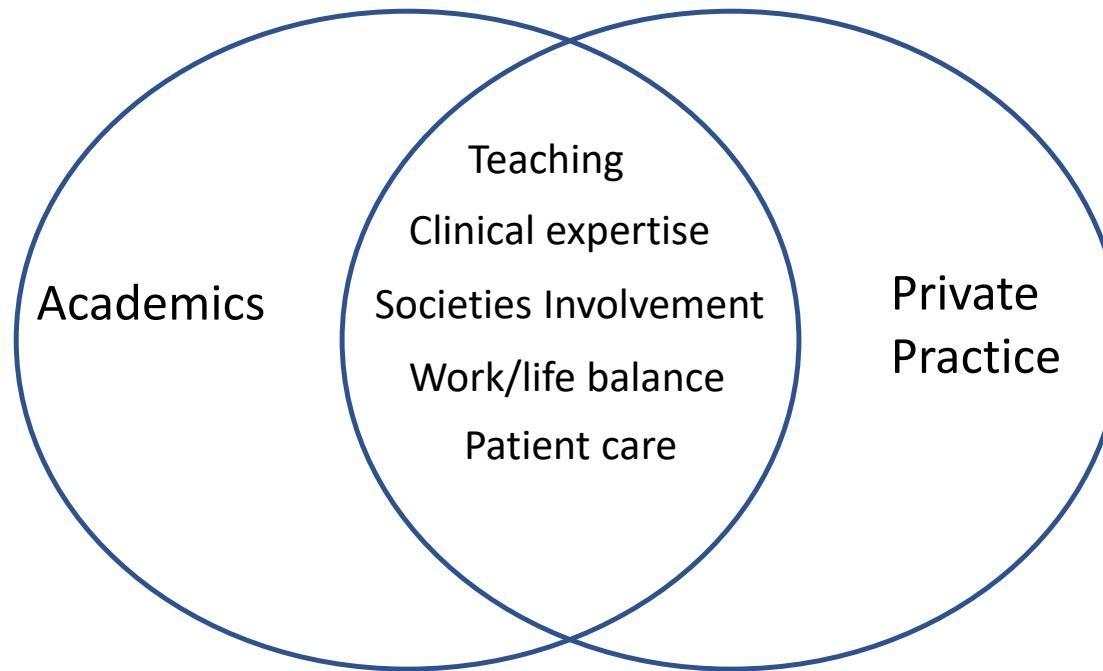 Teaching
Clinical expertise
Academics
Societies Involvement
Private
Practice
Work/life balance
Patient care